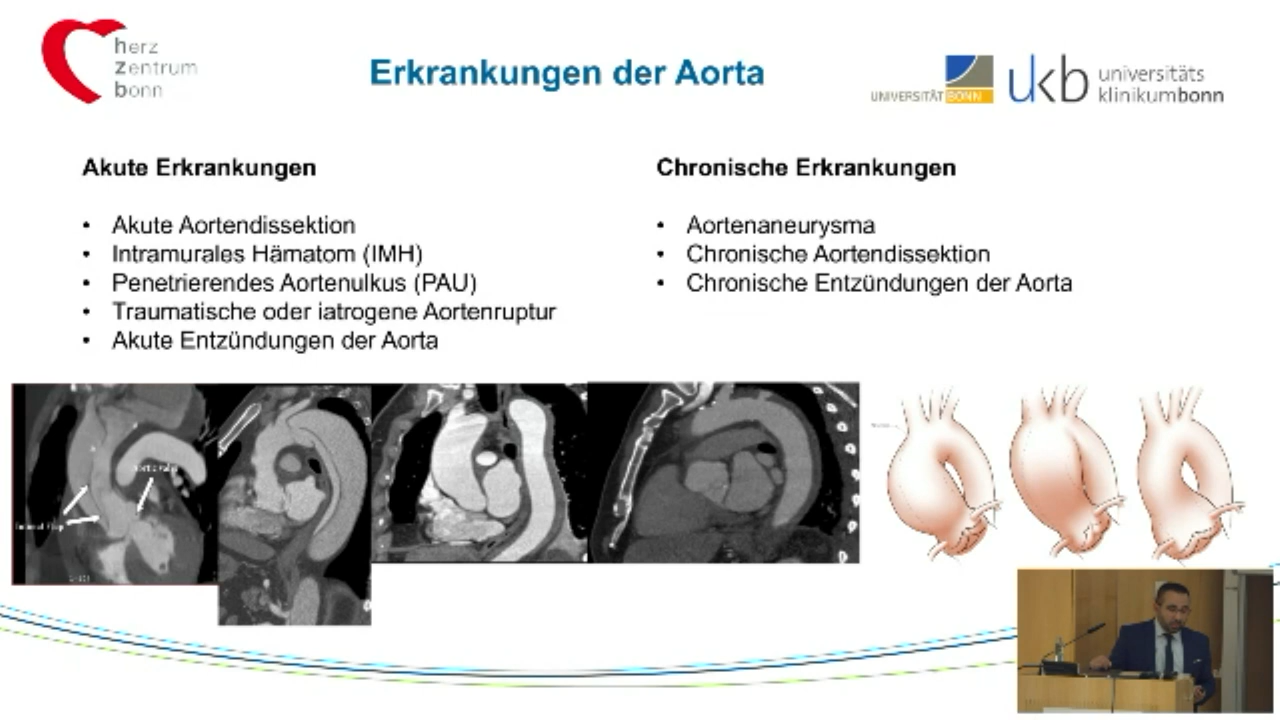 herz
zentrum
bonn
Erkrankungen der Aorta
UNIVERSITÄT BONN
ukb universitäts
klinikumbonn
Akute Erkrankungen
• Akute Aortendissektion
• Intramurales Hämatom (IMH)
• Penetrierendes Aortenulkus (PAU)
• Traumatische oder iatrogene Aortenruptur
• Akute Entzündungen der Aorta
Chronische Erkrankungen
• Aortenaneurysma
• Chronische Aortendissektion
• Chronische Entzündungen der Aorta